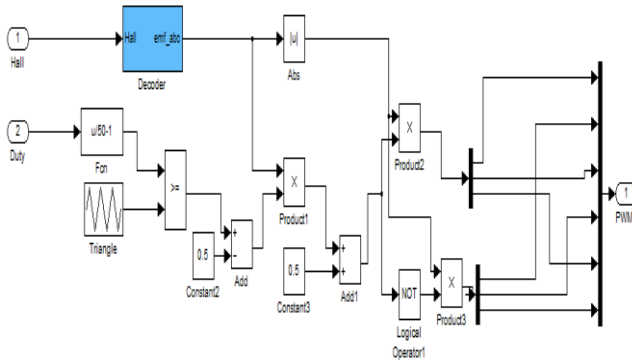 1
Hall
Hall
emf_abc
Decoder
|u|
Abs
2
Duty
u/50-1
Fcn
Triangle
>=
0.5
Constant2
+
−
Add
X
Product1
0.5
Constant3
+
+
Add1
X
Product2
NOT
Logical
Operator1
X
Product3
1
PWM